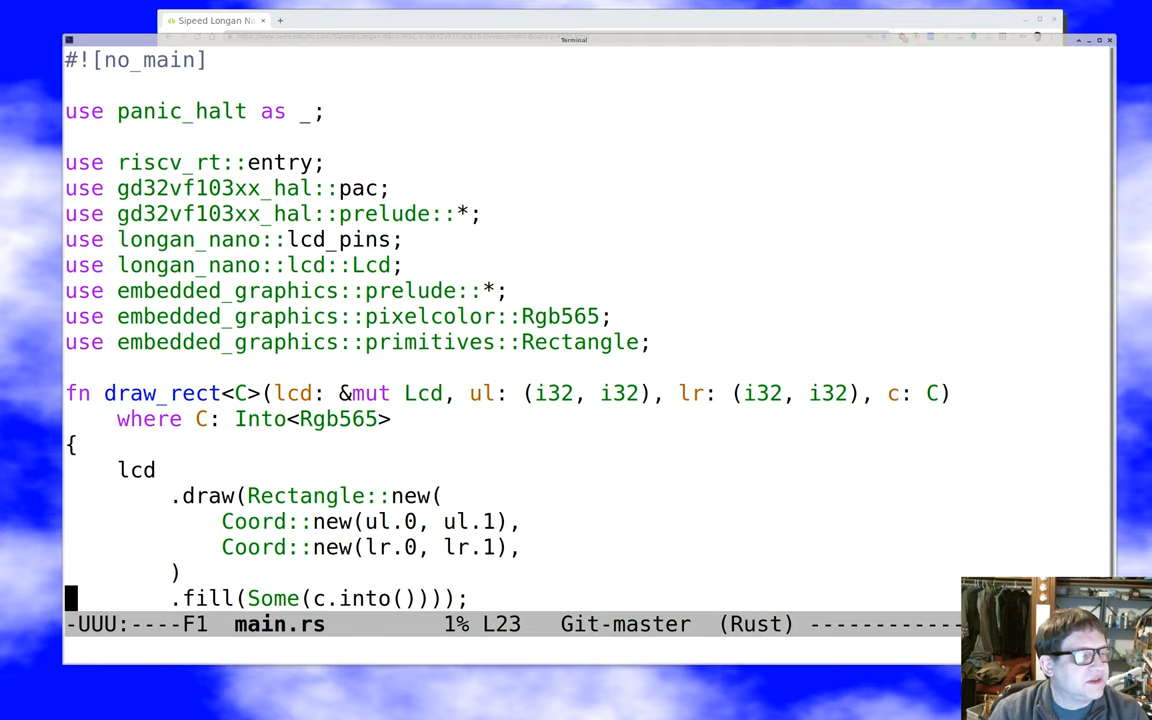 Sipeed Longan Na
Terminal
#![no_main]
use panic_halt as _;
use riscv_rt::entry;
use gd32vf103xx_hal::pac;
use gd32vf103xx_hal::prelude::*;
use longan_nano::lcd_pins;
use longan_nano::lcd::Lcd;
use embedded_graphics::prelude::*;
use embedded_graphics::pixelcolor::Rgb565;
use embedded_graphics::primitives::Rectangle;
fn draw_rect<C>(lcd: &mut Lcd, ul: (i32, i32), lr: (i32, i32), c: C)
    where C: Into<Rgb565>
{
    lcd
        .draw(Rectangle::new(
            Coord::new(ul.0, ul.1),
            Coord::new(lr.0, lr.1),
        )
        .fill(Some(c.into())));
-UUU:----F1  main.rs         1% L23   Git-master  (Rust) ------------